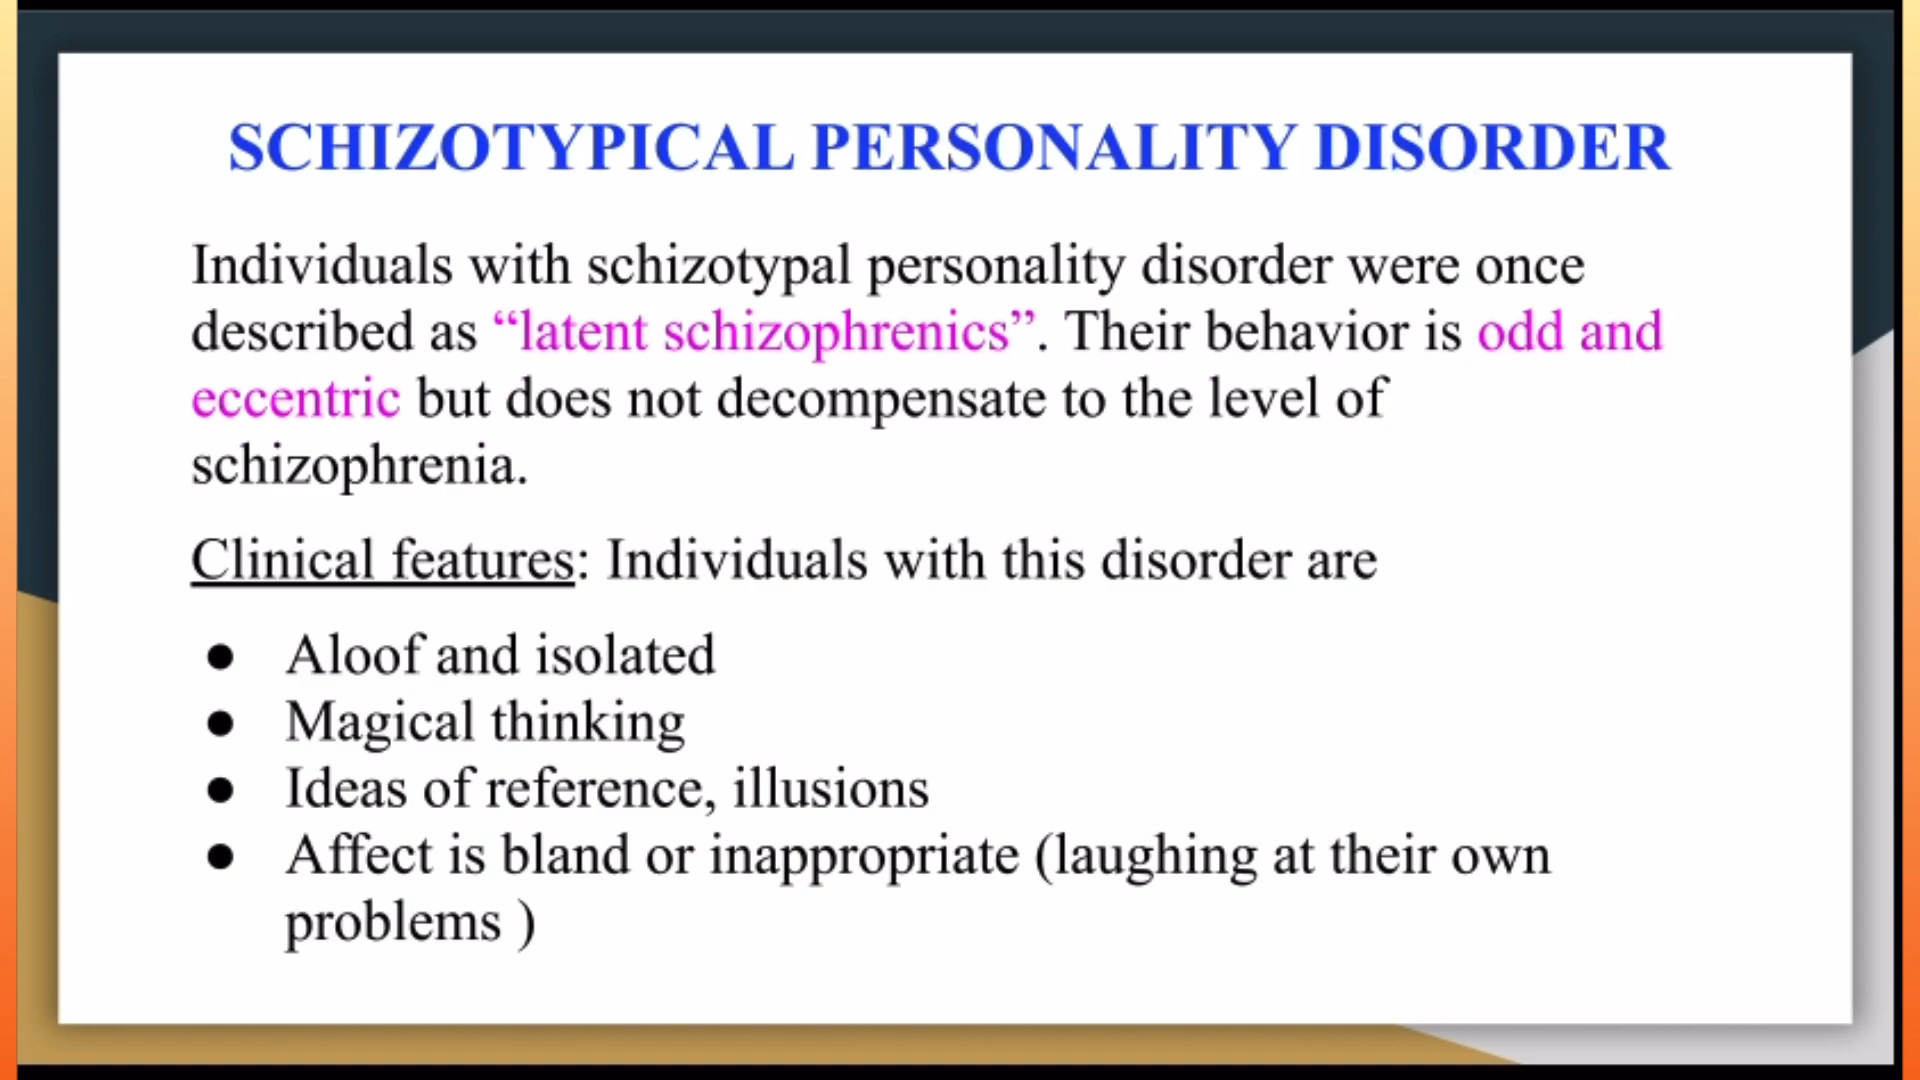 SCHIZOTYPICAL PERSONALITY DISORDER
Individuals with schizotypal personality disorder were once
described as “latent schizophrenics”. Their behavior is odd and
eccentric but does not decompensate to the level of
schizophrenia.
Clinical features: Individuals with this disorder are
● Aloof and isolated
● Magical thinking
● Ideas of reference, illusions
● Affect is bland or inappropriate (laughing at their own
problems )